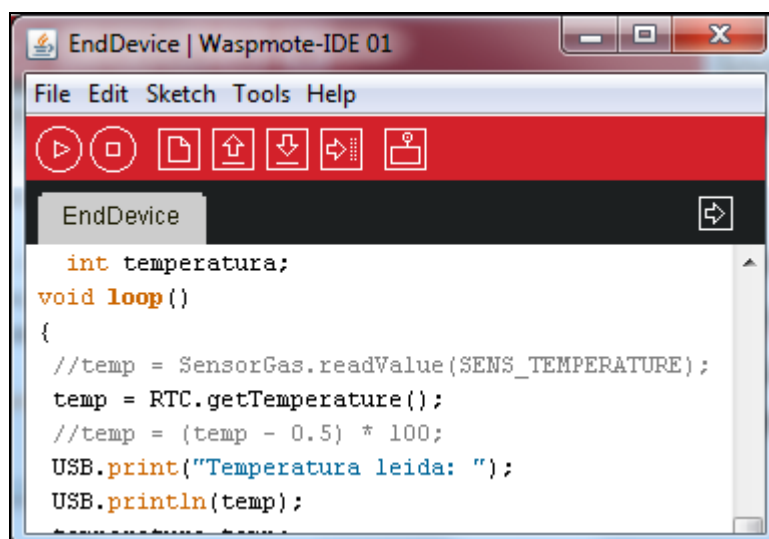 EndDevice | Waspmote-IDE 01
File Edit Sketch Tools Help
EndDevice
int temperatura;
void loop()
{
//temp = SensorGas.readValue(SENS_TEMPERATURE);
temp = RTC.getTemperature();
//temp = (temp - 0.5) * 100;
USB.print("Temperatura leida: ");
USB.println(temp);